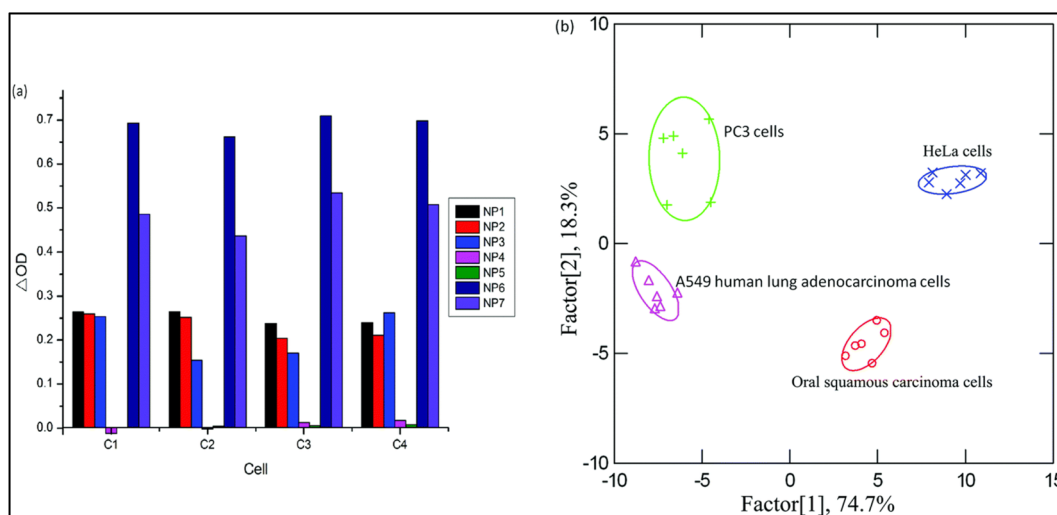 (a)
△OD
0.7
0.6
0.5
0.4
0.3
0.2
0.1
0.0
C1 C2 C3 C4
Cell
NP1
NP2
NP3
NP4
NP5
NP6
NP7
(b)
Factor[2], 18.3%
10
5
0
-5
-10
PC3 cells
HeLa cells
A549 human lung adenocarcinoma cells
Oral squamous carcinoma cells
-10 -5 0 5 10 15
Factor[1], 74.7%